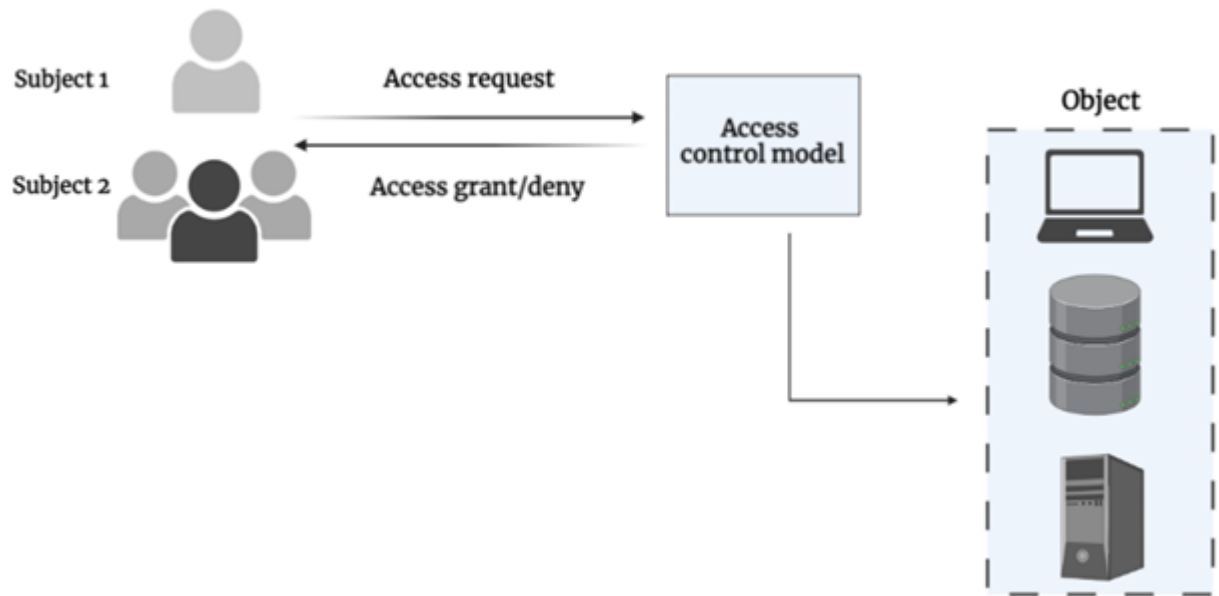 Subject 1
Access request
Access
control model
Object
Subject 2
Access grant/deny